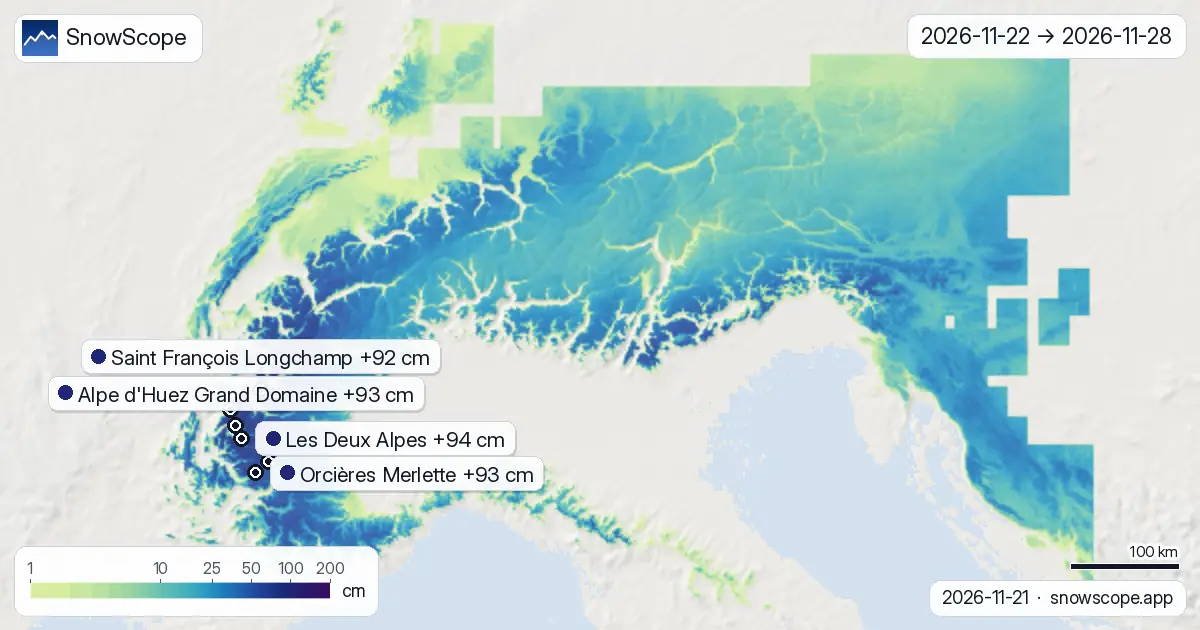 SnowScope
2026-11-22 → 2026-11-28
Saint François Longchamp +92 cm
Alpe d'Huez Grand Domaine +93 cm
Les Deux Alpes +94 cm
Orcières Merlette +93 cm
1 10 25 50 100 200
cm
100 km
2026-11-21 · snowscope.app